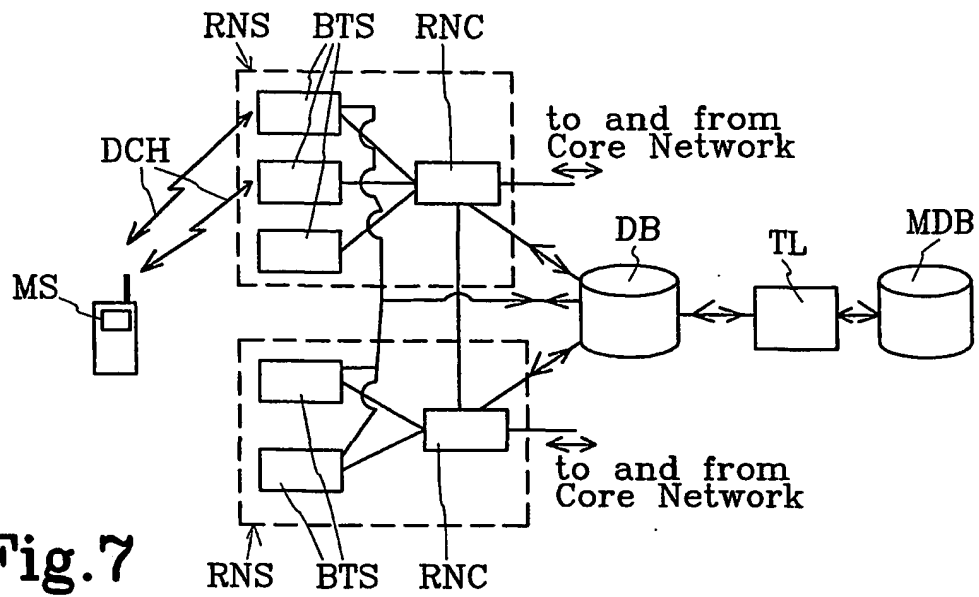 RNS BTS RNC
to and from
Core Network
DCH
DB
TL
MDB
MS
to and from
Core Network
Fig.7
RNS BTS RNC